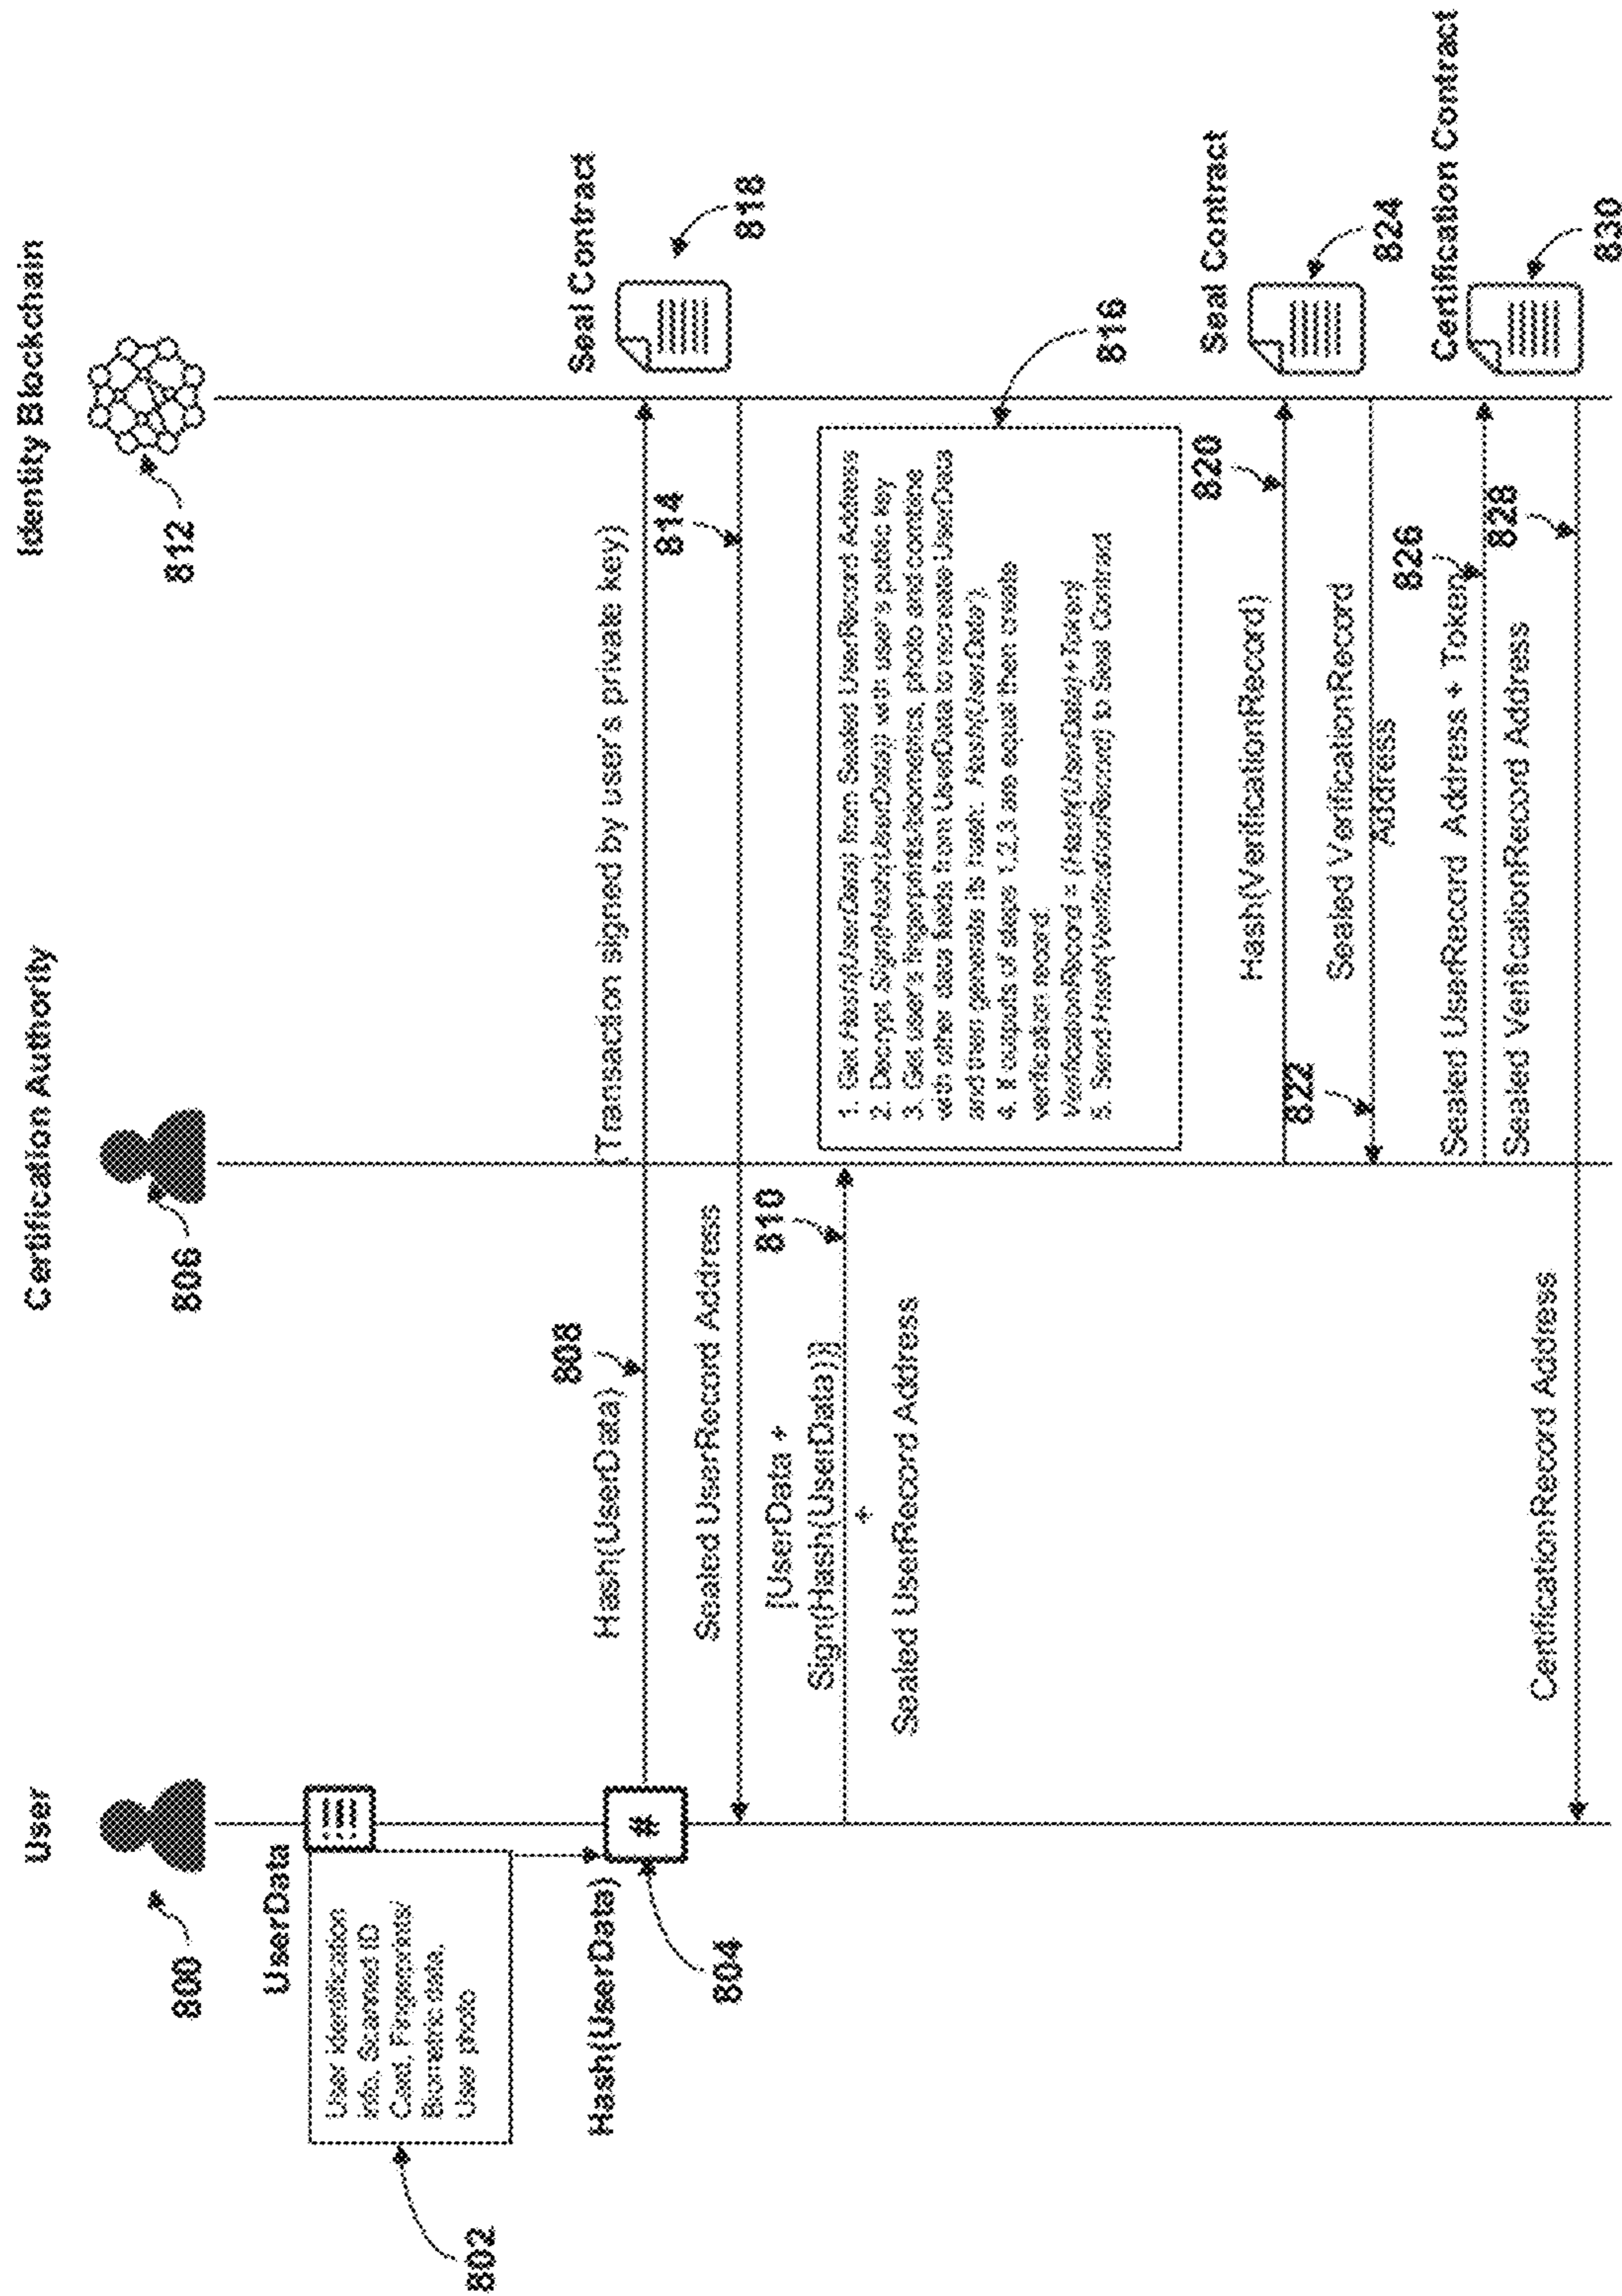 User
Certification Authority
Identity Blockchain
800
806
812
UserData
802
User identification
info, Scanned ID
Card, Fingerprints/
Biometric data,
User photo
Hash(UserData)
#
804
Hash(UserData)
808
(Transaction signed by user's private key)
Seal Contract
818
Sealed UserRecord Address
814
[UserData +
Sign(Hash(UserData))]
+
Sealed UserRecord Address
810
1. Get Hash(UserData) from Sealed UserRecord Address
2. Decrypt Sign(Hash(UserData)) with user's public key
3. Get user's fingerprints/biometrics, photo and combine
with other data fields from UserData to recreate UserData
and then generate its hash: Hash(UserData').
4. If outputs of steps 1,2,3 are equal then create
verification record:
VerificationRecord = (Hash(UserData)+Token)
5. Send Hash(VerificationRecord) to Seal Contract
816
Hash(VerificationRecord)
820
Seal Contract
824
822
Sealed VerificationRecord
Address
Sealed UserRecord Address + Token
826
Certification Contract
830
Sealed VerificationRecord Address
828
CertificationRecord Address